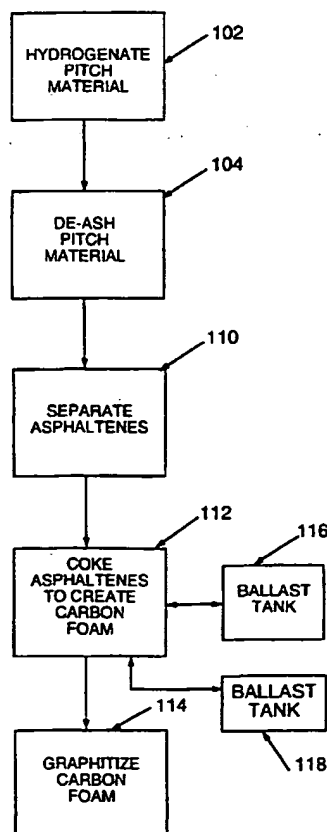 102
HYDROGENATE
PITCH
MATERIAL
104
DE-ASH
PITCH
MATERIAL
110
SEPARATE
ASPHALTENES
112
COKE
ASPHALTENES
TO CREATE
CARBON
FOAM
116
BALLAST
TANK
114
GRAPHITIZE
CARBON
FOAM
BALLAST
TANK
118